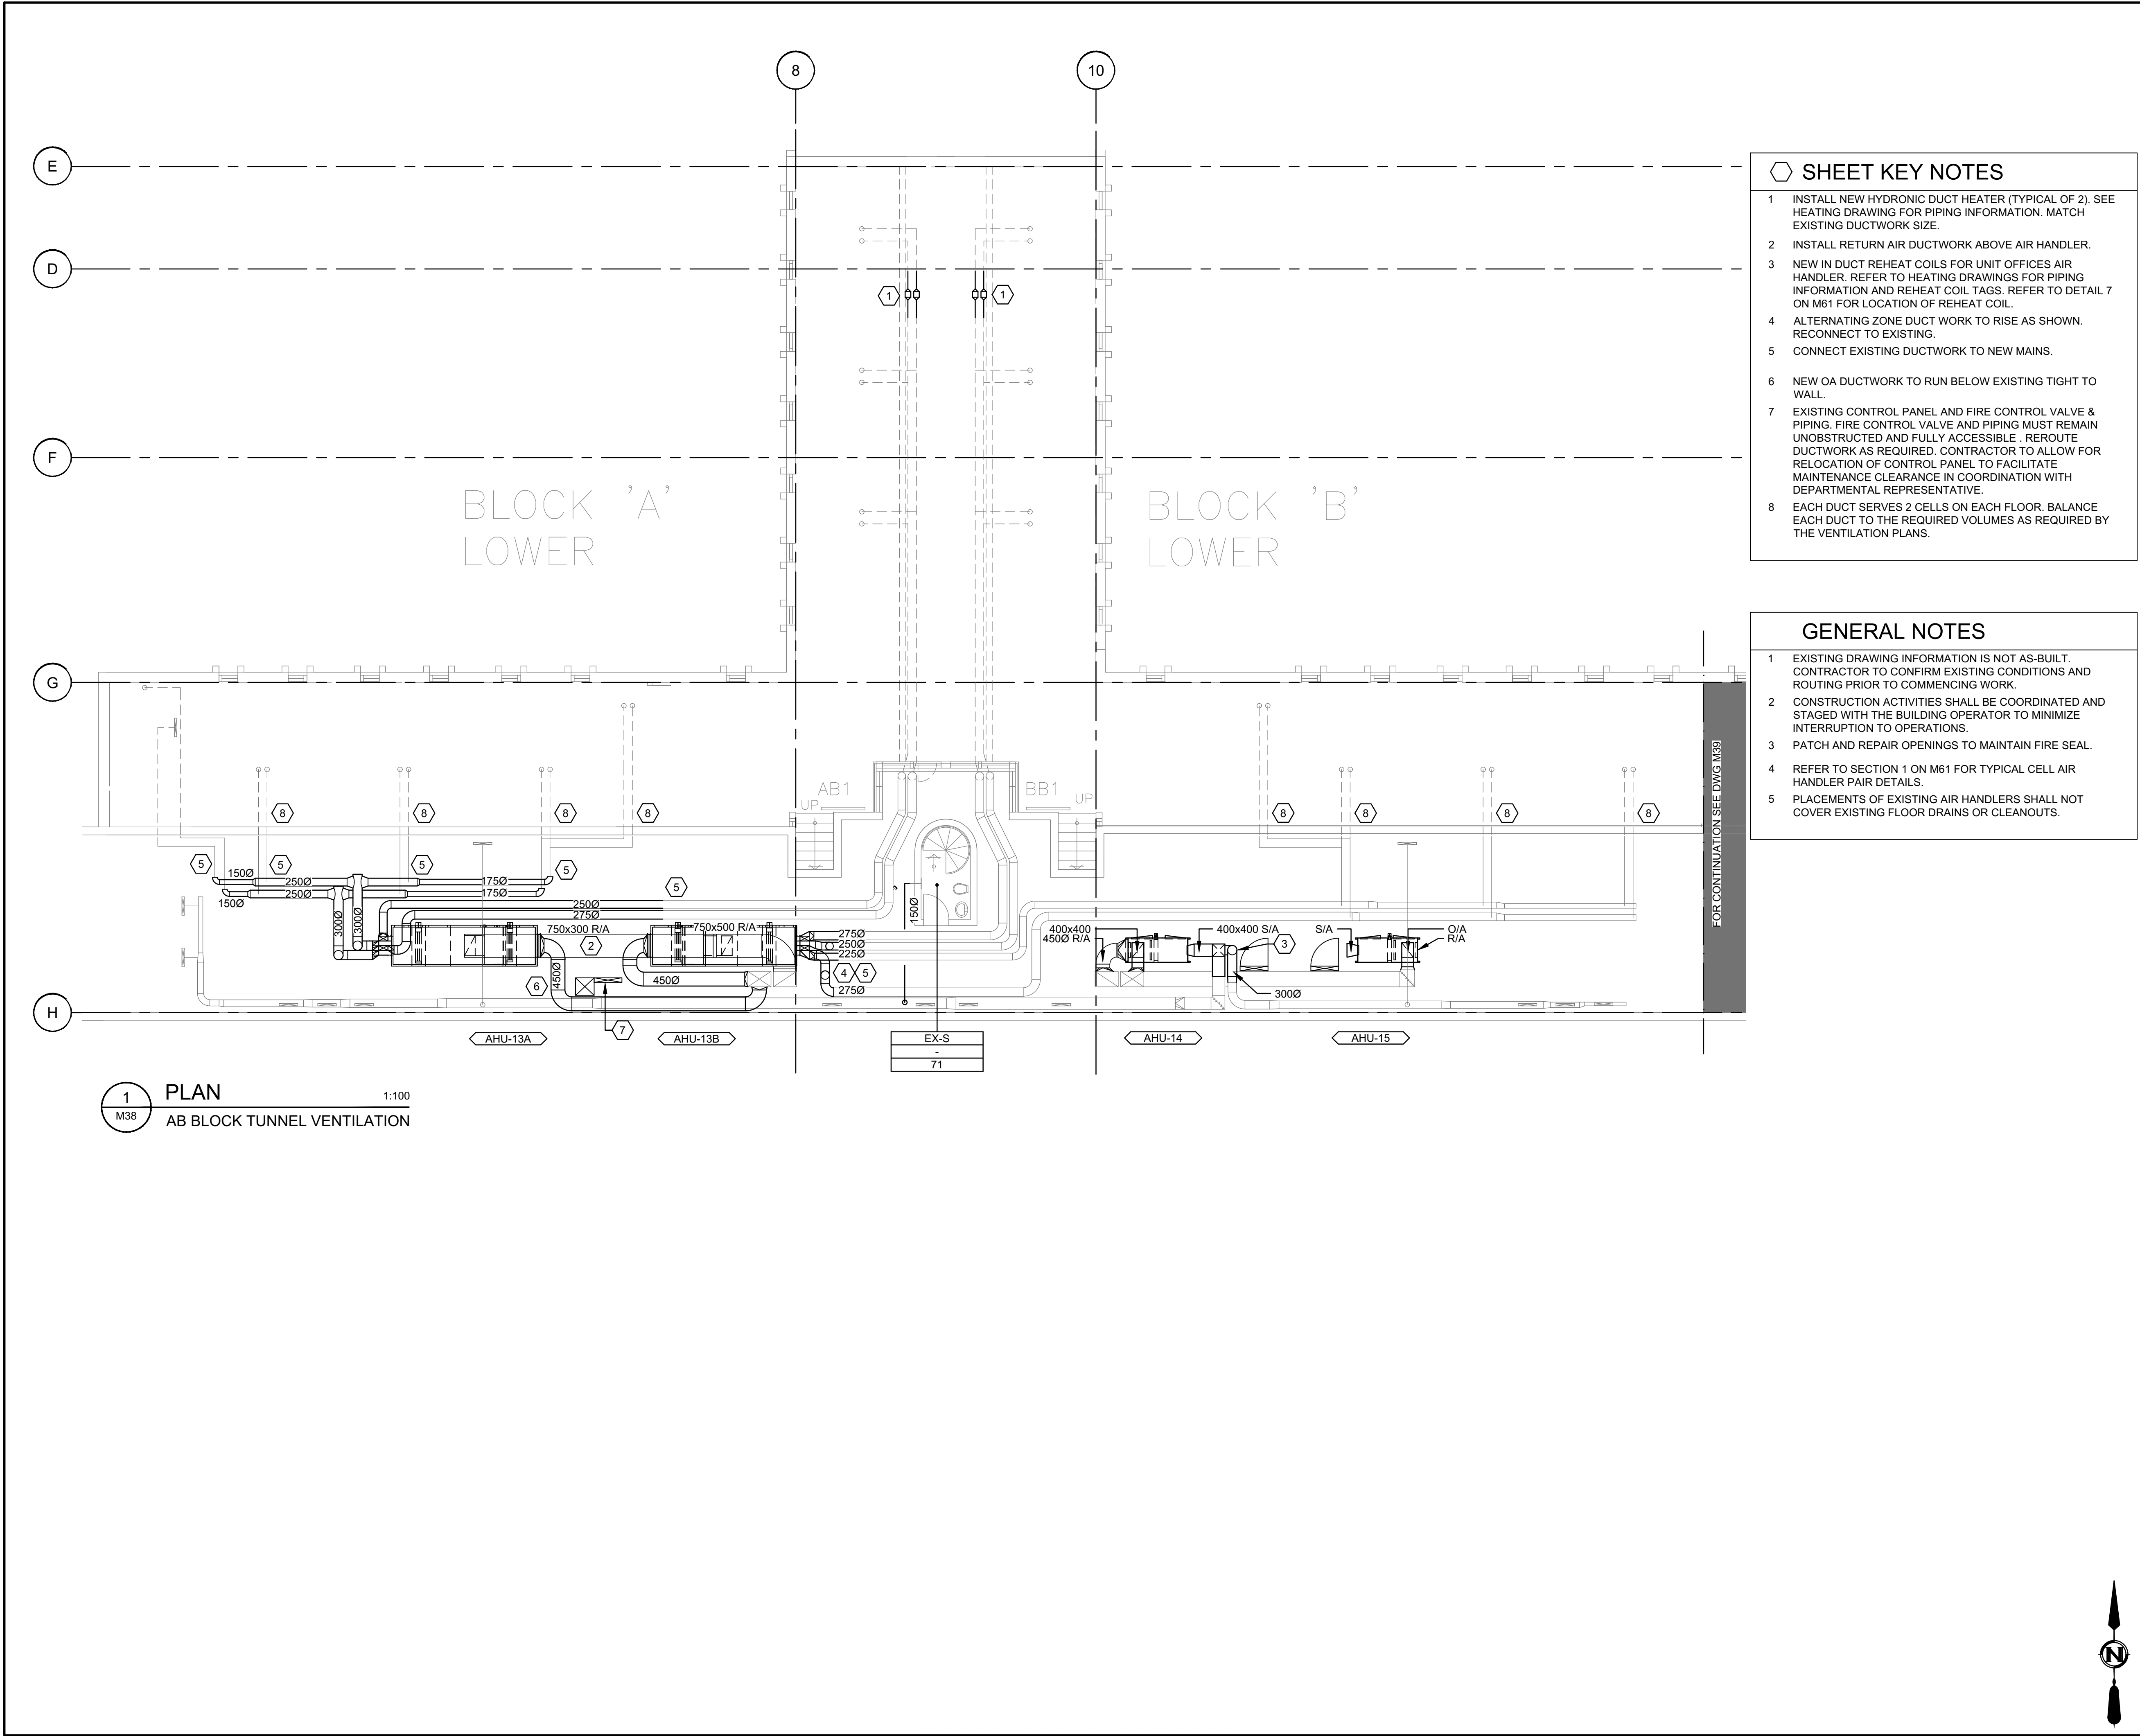 8
10
E
D
F
G
H
1
1
BLOCK 'A'
LOWER
BLOCK 'B'
LOWER
SHEET KEY NOTES
1 INSTALL NEW HYDRONIC DUCT HEATER (TYPICAL OF 2). SEE
HEATING DRAWING FOR PIPING INFORMATION. MATCH
EXISTING DUCTWORK SIZE.
2 INSTALL RETURN AIR DUCTWORK ABOVE AIR HANDLER.
3 NEW IN DUCT REHEAT COILS FOR UNIT OFFICES AIR
HANDLER. REFER TO HEATING DRAWINGS FOR PIPING
INFORMATION AND REHEAT COIL TAGS. REFER TO DETAIL 7
ON M61 FOR LOCATION OF REHEAT COIL.
4 ALTERNATING ZONE DUCT WORK TO RISE AS SHOWN.
RECONNECT TO EXISTING.
5 CONNECT EXISTING DUCTWORK TO NEW MAINS.
6 NEW OA DUCTWORK TO RUN BELOW EXISTING TIGHT TO
WALL.
7 EXISTING CONTROL PANEL AND FIRE CONTROL VALVE &
PIPING. FIRE CONTROL VALVE AND PIPING MUST REMAIN
UNOBSTRUCTED AND FULLY ACCESSIBLE . REROUTE
DUCTWORK AS REQUIRED. CONTRACTOR TO ALLOW FOR
RELOCATION OF CONTROL PANEL TO FACILITATE
MAINTENANCE CLEARANCE IN COORDINATION WITH
DEPARTMENTAL REPRESENTATIVE.
8 EACH DUCT SERVES 2 CELLS ON EACH FLOOR. BALANCE
EACH DUCT TO THE REQUIRED VOLUMES AS REQUIRED BY
THE VENTILATION PLANS.
GENERAL NOTES
1 EXISTING DRAWING INFORMATION IS NOT AS-BUILT.
CONTRACTOR TO CONFIRM EXISTING CONDITIONS AND
ROUTING PRIOR TO COMMENCING WORK.
2 CONSTRUCTION ACTIVITIES SHALL BE COORDINATED AND
STAGED WITH THE BUILDING OPERATOR TO MINIMIZE
INTERRUPTION TO OPERATIONS.
3 PATCH AND REPAIR OPENINGS TO MAINTAIN FIRE SEAL.
4 REFER TO SECTION 1 ON M61 FOR TYPICAL CELL AIR
HANDLER PAIR DETAILS.
5 PLACEMENTS OF EXISTING AIR HANDLERS SHALL NOT
COVER EXISTING FLOOR DRAINS OR CLEANOUTS.
FOR CONTINUATION SEE DWG M39
AB1
UP
BB1
UP
8
8
8
8
8
8
8
8
5
5
5
5
5
150Ø
250Ø
175Ø
250Ø
175Ø
150Ø
250Ø
275Ø
300Ø
300Ø
750x300 R/A
2
750x500 R/A
275Ø
250Ø
225Ø
4
5
275Ø
150Ø
450Ø
450Ø
6
7
400x400
450Ø R/A
400x400 S/A
3
300Ø
S/A
O/A
R/A
AHU-13A
AHU-13B
EX-S
-
71
AHU-14
AHU-15
1
M38
PLAN
1:100
AB BLOCK TUNNEL VENTILATION
N